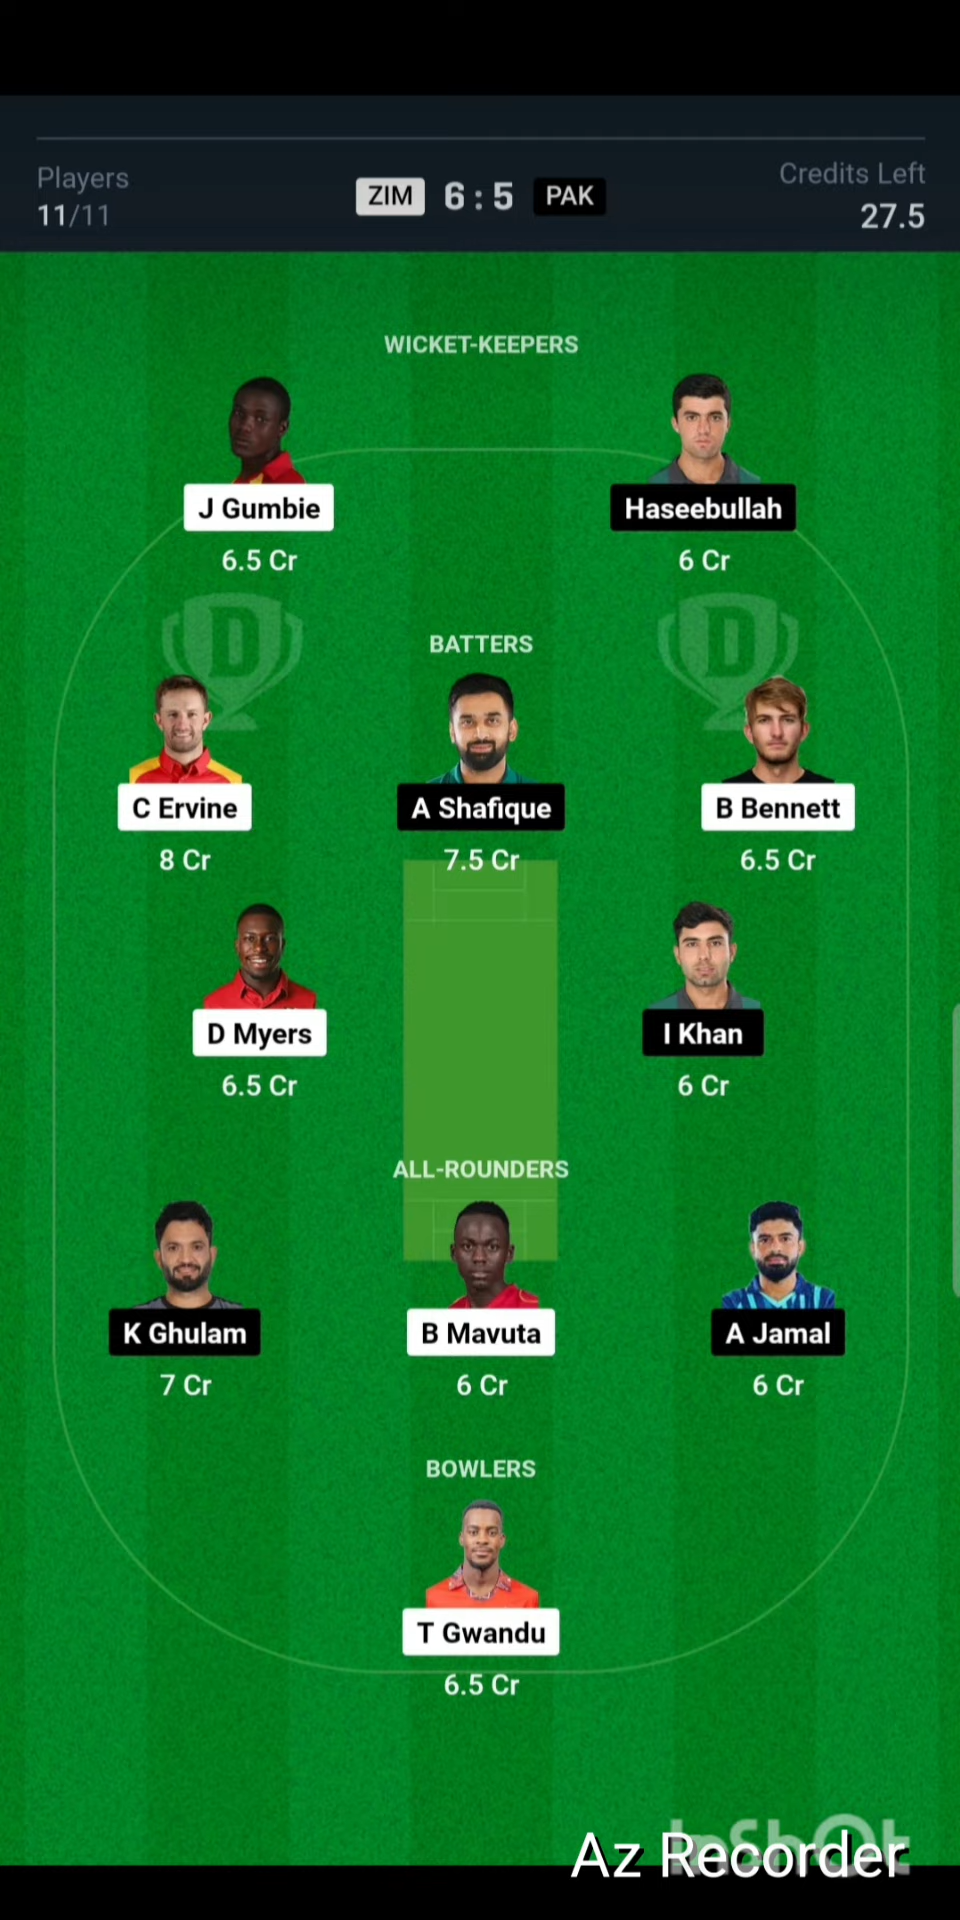 Players
11/11
ZIM 6 : 5 PAK
Credits Left
27.5
WICKET-KEEPERS
J Gumbie
6.5 Cr
Haseebullah
6 Cr
BATTERS
C Ervine
8 Cr
A Shafique
7.5 Cr
B Bennett
6.5 Cr
D Myers
6.5 Cr
I Khan
6 Cr
ALL-ROUNDERS
K Ghulam
7 Cr
B Mavuta
6 Cr
A Jamal
6 Cr
BOWLERS
T Gwandu
6.5 Cr
InShOt
Az Recorder